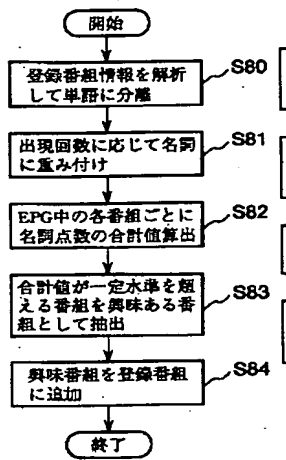 開始
登録番組情報を解析
して単語に分離
S80
出現回数に応じて名詞
に重み付け
S81
EPG中の各番組ごとに
名詞点数の合計値算出
S82
合計値が一定水準を超
える番組を興味ある番
組として抽出
S83
興味番組を登録番組
に追加
S84
終了